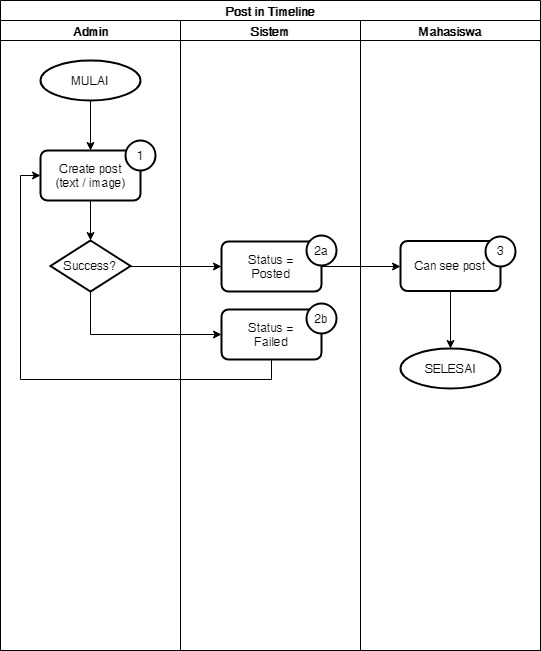 Post in Timeline
Admin
Sistem
Mahasiswa
MULAI
1
Create post
(text / image)
Success?
2a
Status =
Posted
3
Can see post
2b
Status =
Failed
SELESAI